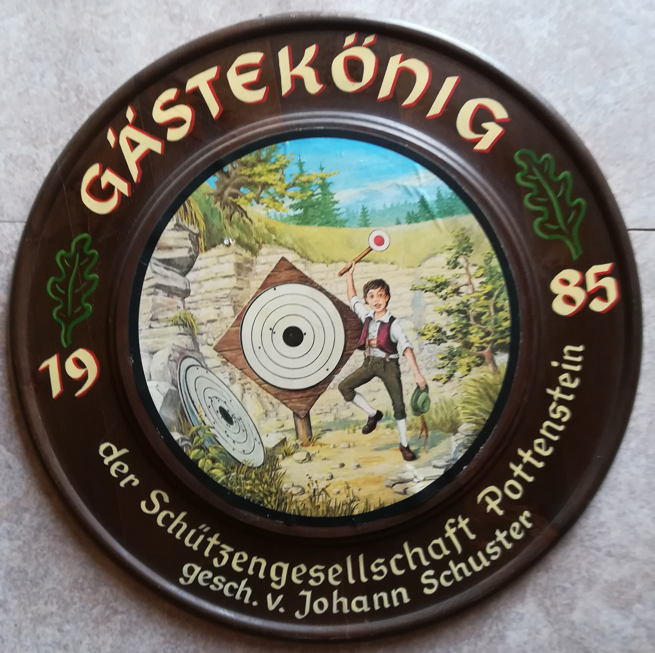 GÄSTEKÖNIG
19 85
der Schützengesellschaft Pottenstein
gesch. v. Johann Schuster